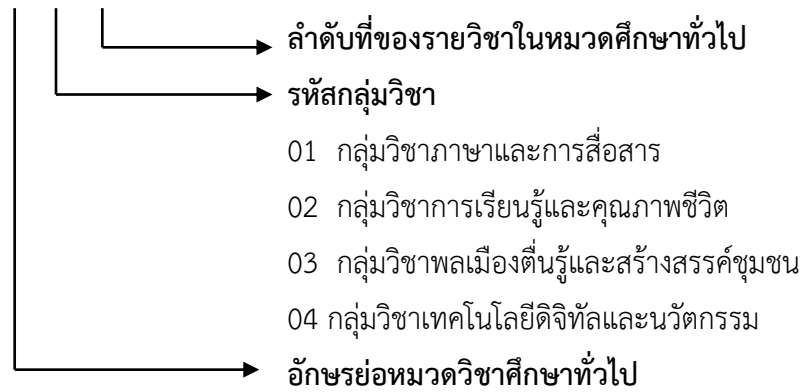 ลำดับที่ของรายวิชาในหมวดศึกษาทั่วไป
รหัสกลุ่มวิชา
01 กลุ่มวิชาภาษาและการสื่อสาร
02 กลุ่มวิชาการเรียนรู้และคุณภาพชีวิต
03 กลุ่มวิชาพลเมืองตื่นรู้และสร้างสรรค์ชุมชน
04 กลุ่มวิชาเทคโนโลยีดิจิทัลและนวัตกรรม
อักษรย่อหมวดวิชาศึกษาทั่วไป